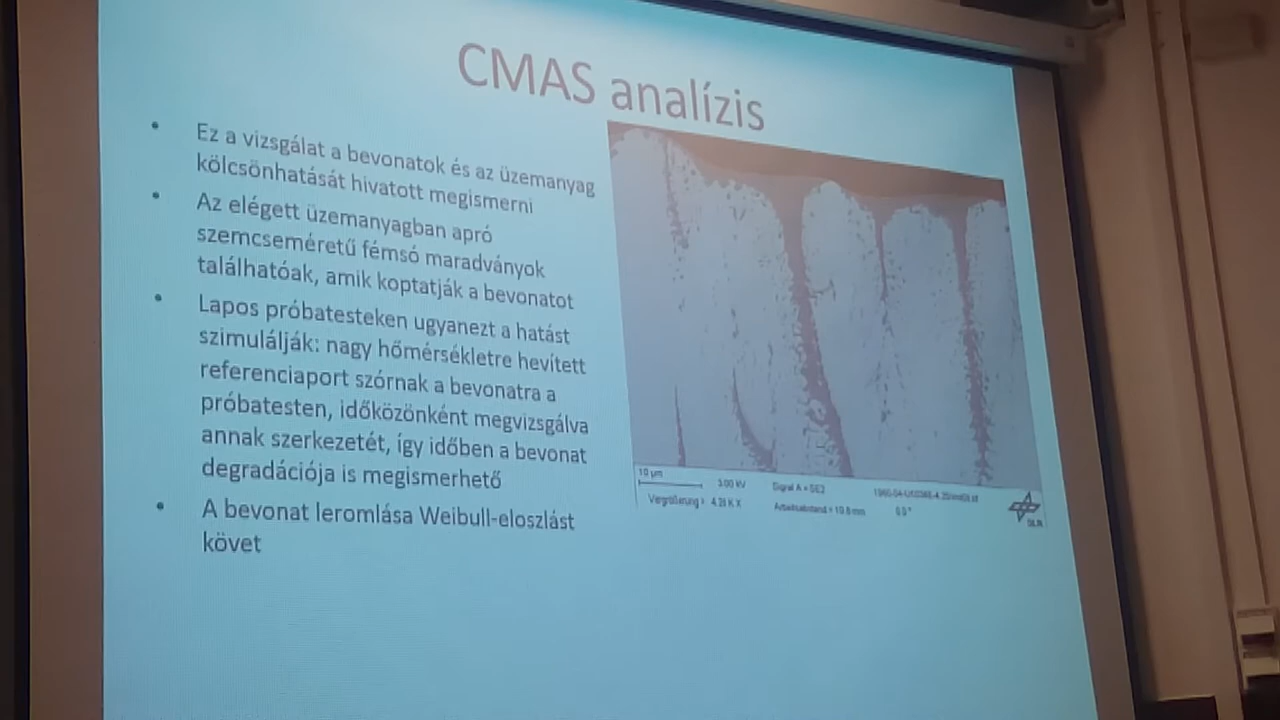 CMAS analízis
• Ez a vizsgálat a bevonatok és az üzemanyag
kölcsönhatását hivatott megismerni
• Az elégett üzemanyagban apró
szemcseméretű fémsó maradványok
találhatóak, amik koptatják a bevonatot
• Lapos próbatesteken ugyanezt a hatást
szimulálják: nagy hőmérsékletre hevített
referenciaport szórnak a bevonatra a
próbatesten, időközönként megvizsgálva
annak szerkezetét, így időben a bevonat
degradációja is megismerhető
• A bevonat leromlása Weibull-eloszlást
követ
10 µm
3.00 kV
Signal A = SE2
Arbeitsabstand =
DLR